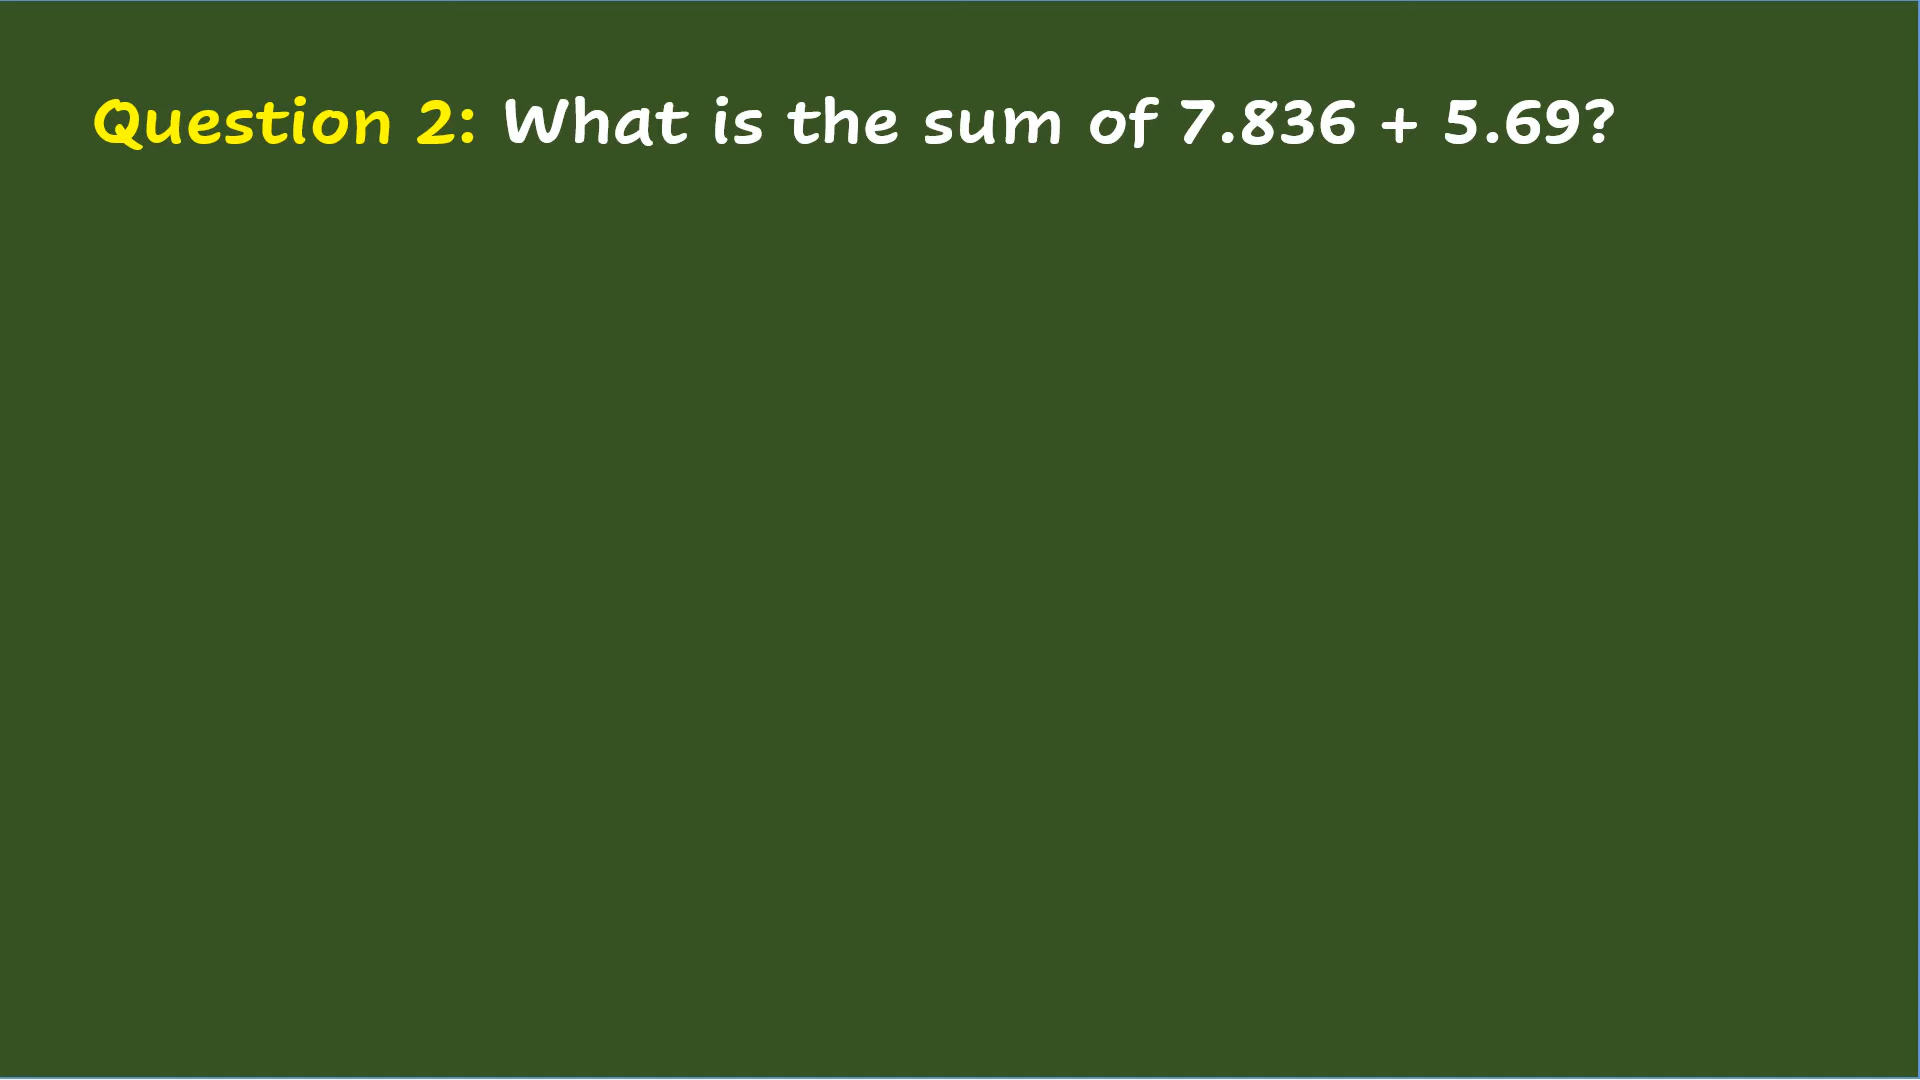 Question 2: What is the sum of 7.836 + 5.69?